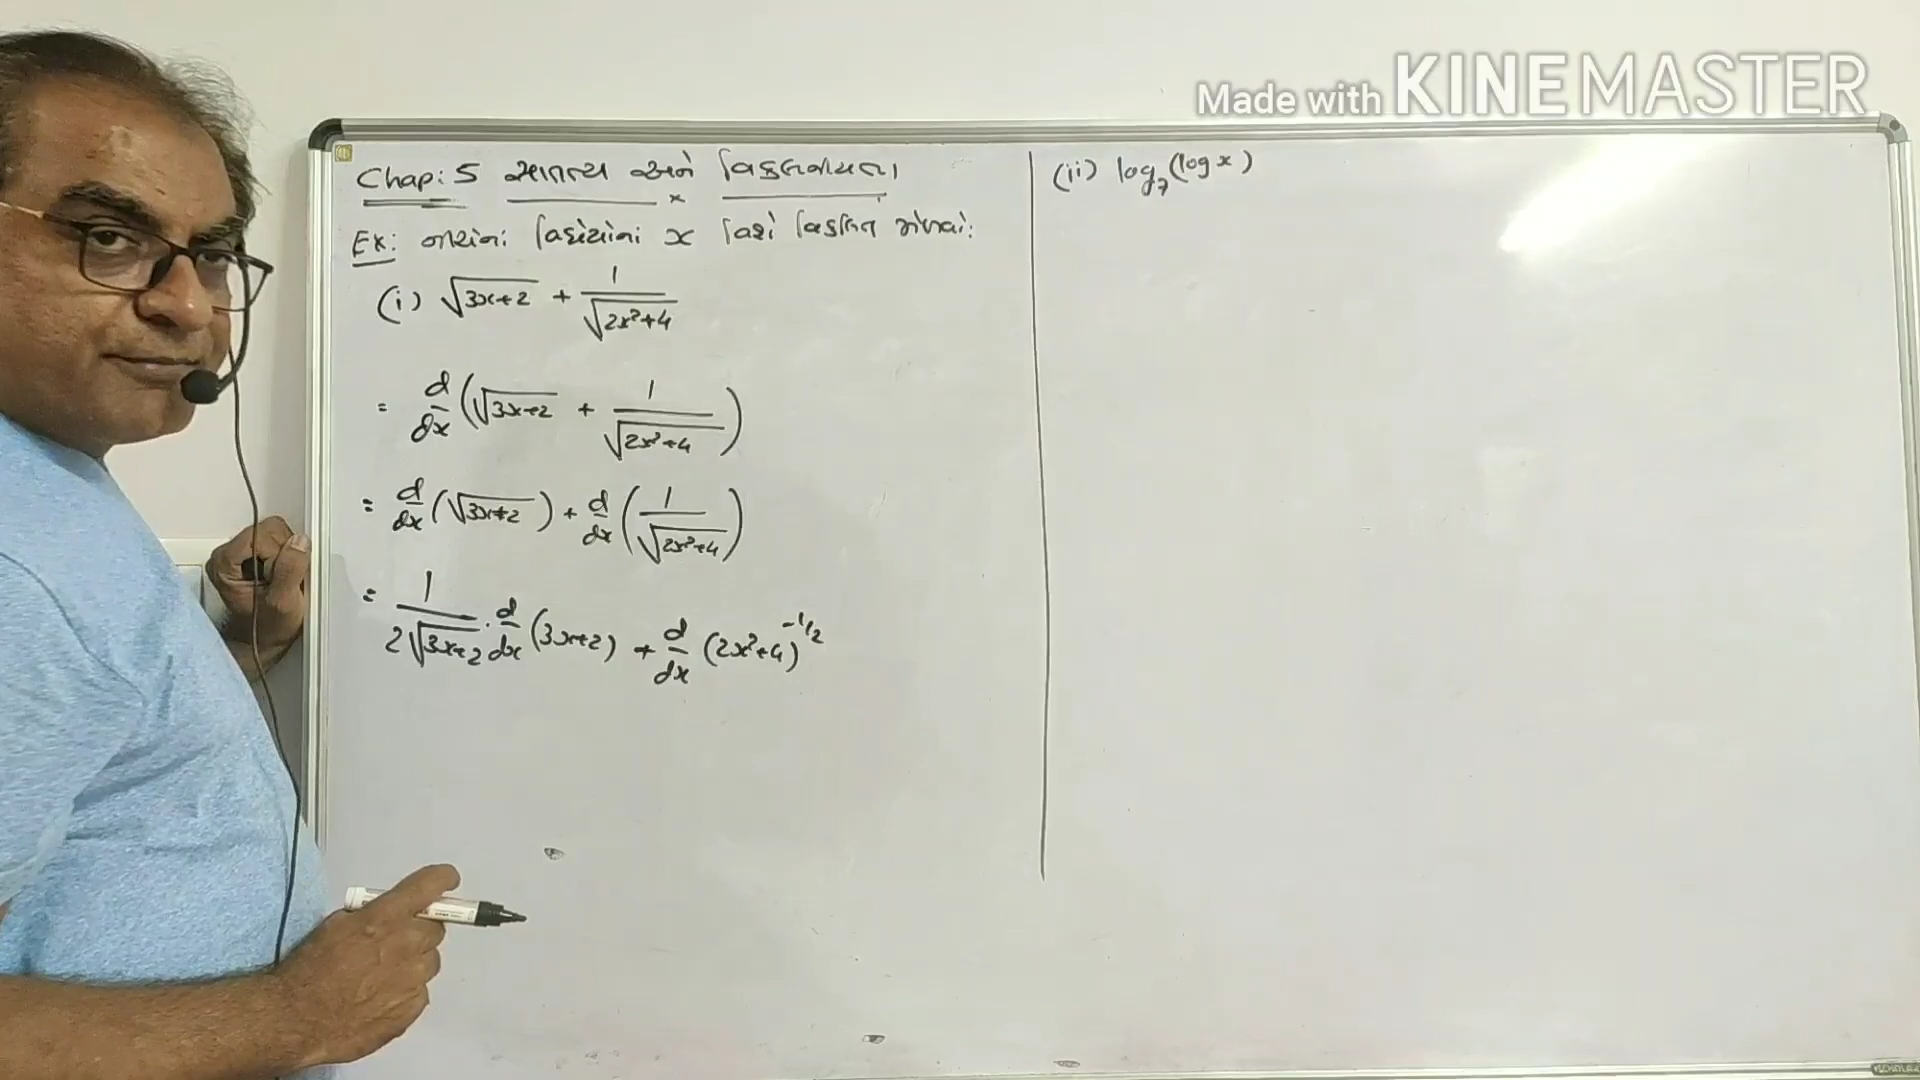 Made with KINEMASTER
Chap: 5 સાતત્ય અને વિકલનીયતા
Ex: નીચેના વિધેયોના x વિશે વિકલિત મેળવો:
(i) √(3x+2) + 1/√(2x²+4)
= d/dx (√(3x+2) + 1/√(2x²+4))
= d/dx (√(3x+2)) + d/dx (1/√(2x²+4))
= 1/(2√(3x+2)) · d/dx (3x+2) + d/dx (2x²+4)^(-1/2)
(ii) log₇(log x)